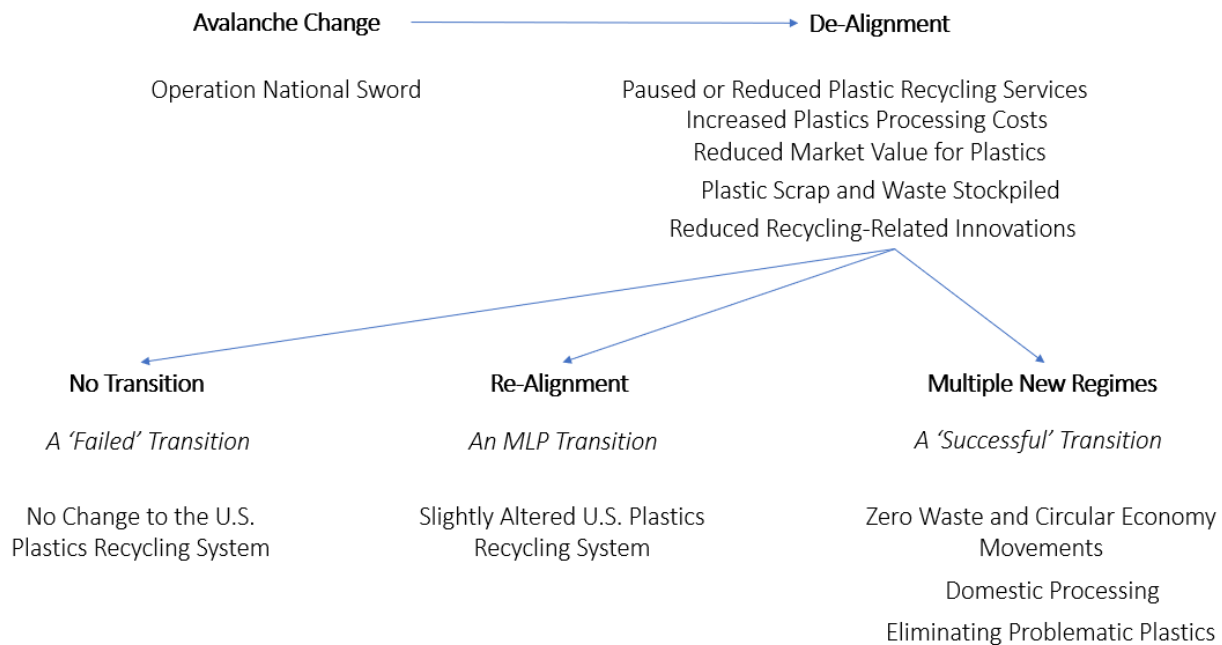 Avalanche Change
De-Alignment
Operation National Sword
Paused or Reduced Plastic Recycling Services
Increased Plastics Processing Costs
Reduced Market Value for Plastics
Plastic Scrap and Waste Stockpiled
Reduced Recycling-Related Innovations
No Transition
A ‘Failed’ Transition
No Change to the U.S.
Plastics Recycling System
Re-Alignment
An MLP Transition
Slightly Altered U.S. Plastics
Recycling System
Multiple New Regimes
A ‘Successful’ Transition
Zero Waste and Circular Economy
Movements
Domestic Processing
Eliminating Problematic Plastics